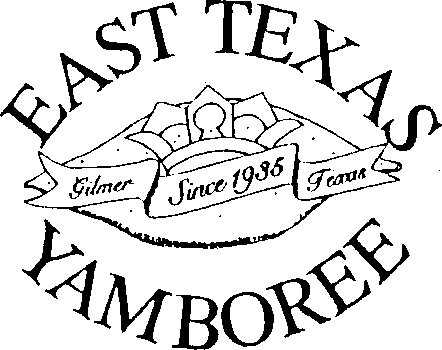 EAST TEXAS
Gilmer Since 1935 Texas
YAMBOREE